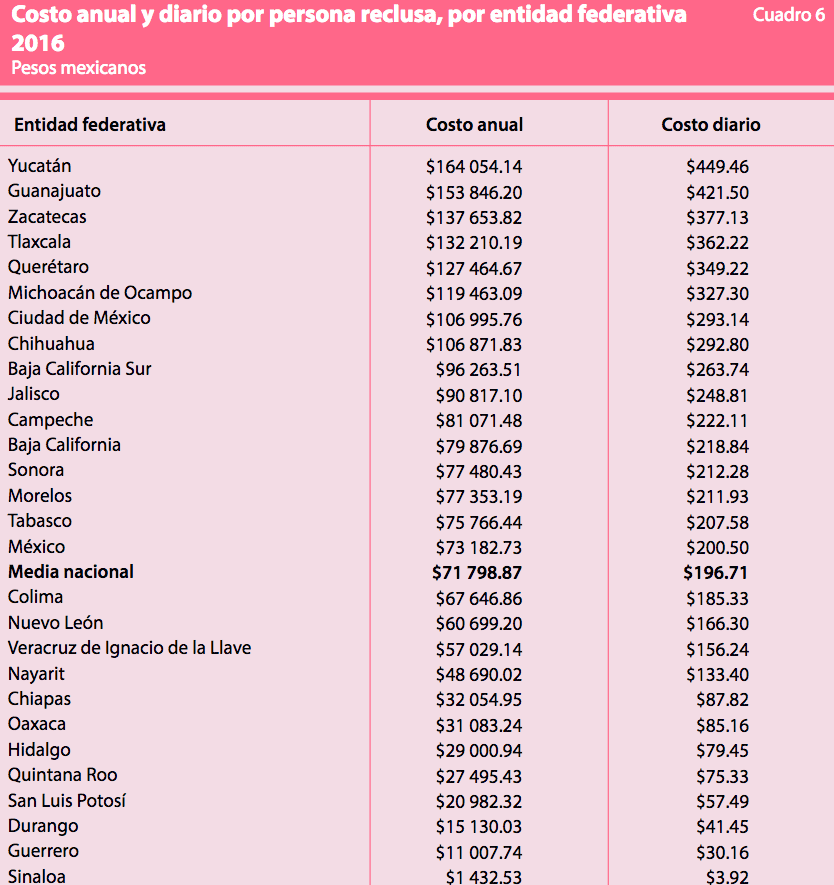 Costo anual y diario por persona reclusa, por entidad federativa Cuadro 6
2016
Pesos mexicanos
Entidad federativa Costo anual Costo diario
Yucatán $164 054.14 $449.46
Guanajuato $153 846.20 $421.50
Zacatecas $137 653.82 $377.13
Tlaxcala $132 210.19 $362.22
Querétaro $127 464.67 $349.22
Michoacán de Ocampo $119 463.09 $327.30
Ciudad de México $106 995.76 $293.14
Chihuahua $106 871.83 $292.80
Baja California Sur $96 263.51 $263.74
Jalisco $90 817.10 $248.81
Campeche $81 071.48 $222.11
Baja California $79 876.69 $218.84
Sonora $77 480.43 $212.28
Morelos $77 353.19 $211.93
Tabasco $75 766.44 $207.58
México $73 182.73 $200.50
Media nacional $71 798.87 $196.71
Colima $67 646.86 $185.33
Nuevo León $60 699.20 $166.30
Veracruz de Ignacio de la Llave $57 029.14 $156.24
Nayarit $48 690.02 $133.40
Chiapas $32 054.95 $87.82
Oaxaca $31 083.24 $85.16
Hidalgo $29 000.94 $79.45
Quintana Roo $27 495.43 $75.33
San Luis Potosí $20 982.32 $57.49
Durango $15 130.03 $41.45
Guerrero $11 007.74 $30.16
Sinaloa $1 432.53 $3.92